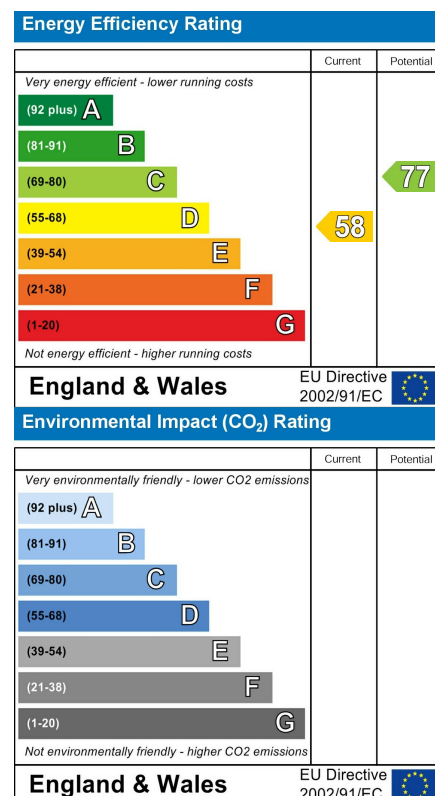 Energy Efficiency Rating
Current Potential
Very energy efficient - lower running costs
(92 plus) A
(81-91) B
(69-80) C
77
(55-68) D
58
(39-54) E
(21-38) F
(1-20) G
Not energy efficient - higher running costs
England & Wales
EU Directive
2002/91/EC
Environmental Impact (CO₂) Rating
Current Potential
Very environmentally friendly - lower CO2 emissions
(92 plus) A
(81-91) B
(69-80) C
(55-68) D
(39-54) E
(21-38) F
(1-20) G
Not environmentally friendly - higher CO2 emissions
England & Wales
EU Directive
2002/91/EC